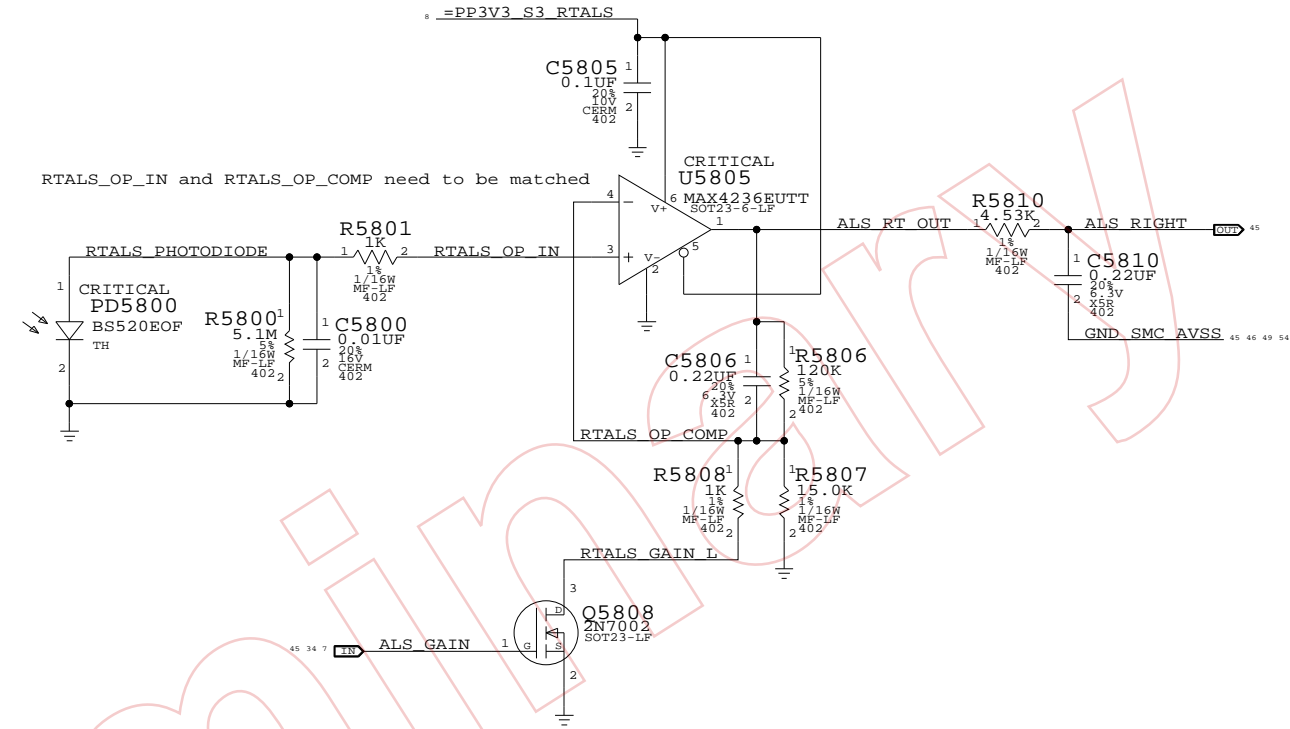 8 =PP3V3_S3_RTALS
C5805 1
0.1UF
20%
10V
CERM 2
402
CRITICAL
U5805
MAX4236EUTT
SOT23-6-LF
RTALS_OP_IN and RTALS_OP_COMP need to be matched
4 − V+ 6
3 + V- 2
1
5
ALS_RT_OUT
R5810
4.53K
1 2
1%
1/16W
MF-LF
402
ALS_RIGHT OUT 45
C5810
1 0.22UF
20%
2 6.3V
X5R
402
GND_SMC_AVSS 45 46 49 54
RTALS_PHOTODIODE
R5801
1K
1 2
1%
1/16W
MF-LF
402
RTALS_OP_IN
1
CRITICAL
PD5800
BS520EOF
TH
2
R5800 1
5.1M
5%
1/16W
MF-LF
402 2
C5800
1 0.01UF
20%
16V
2 CERM
402
C5806 1
0.22UF
20%
6.3V
X5R 2
402
1 R5806
120K
5%
1/16W
MF-LF
2 402
RTALS_OP_COMP
R5808 1
1K
1%
1/16W
MF-LF
402 2
1 R5807
15.0K
1%
1/16W
MF-LF
2 402
RTALS_GAIN_L
3
D
Q5808
2N7002
SOT23-LF
45 34 7 IN ALS_GAIN 1 G S
2
minary